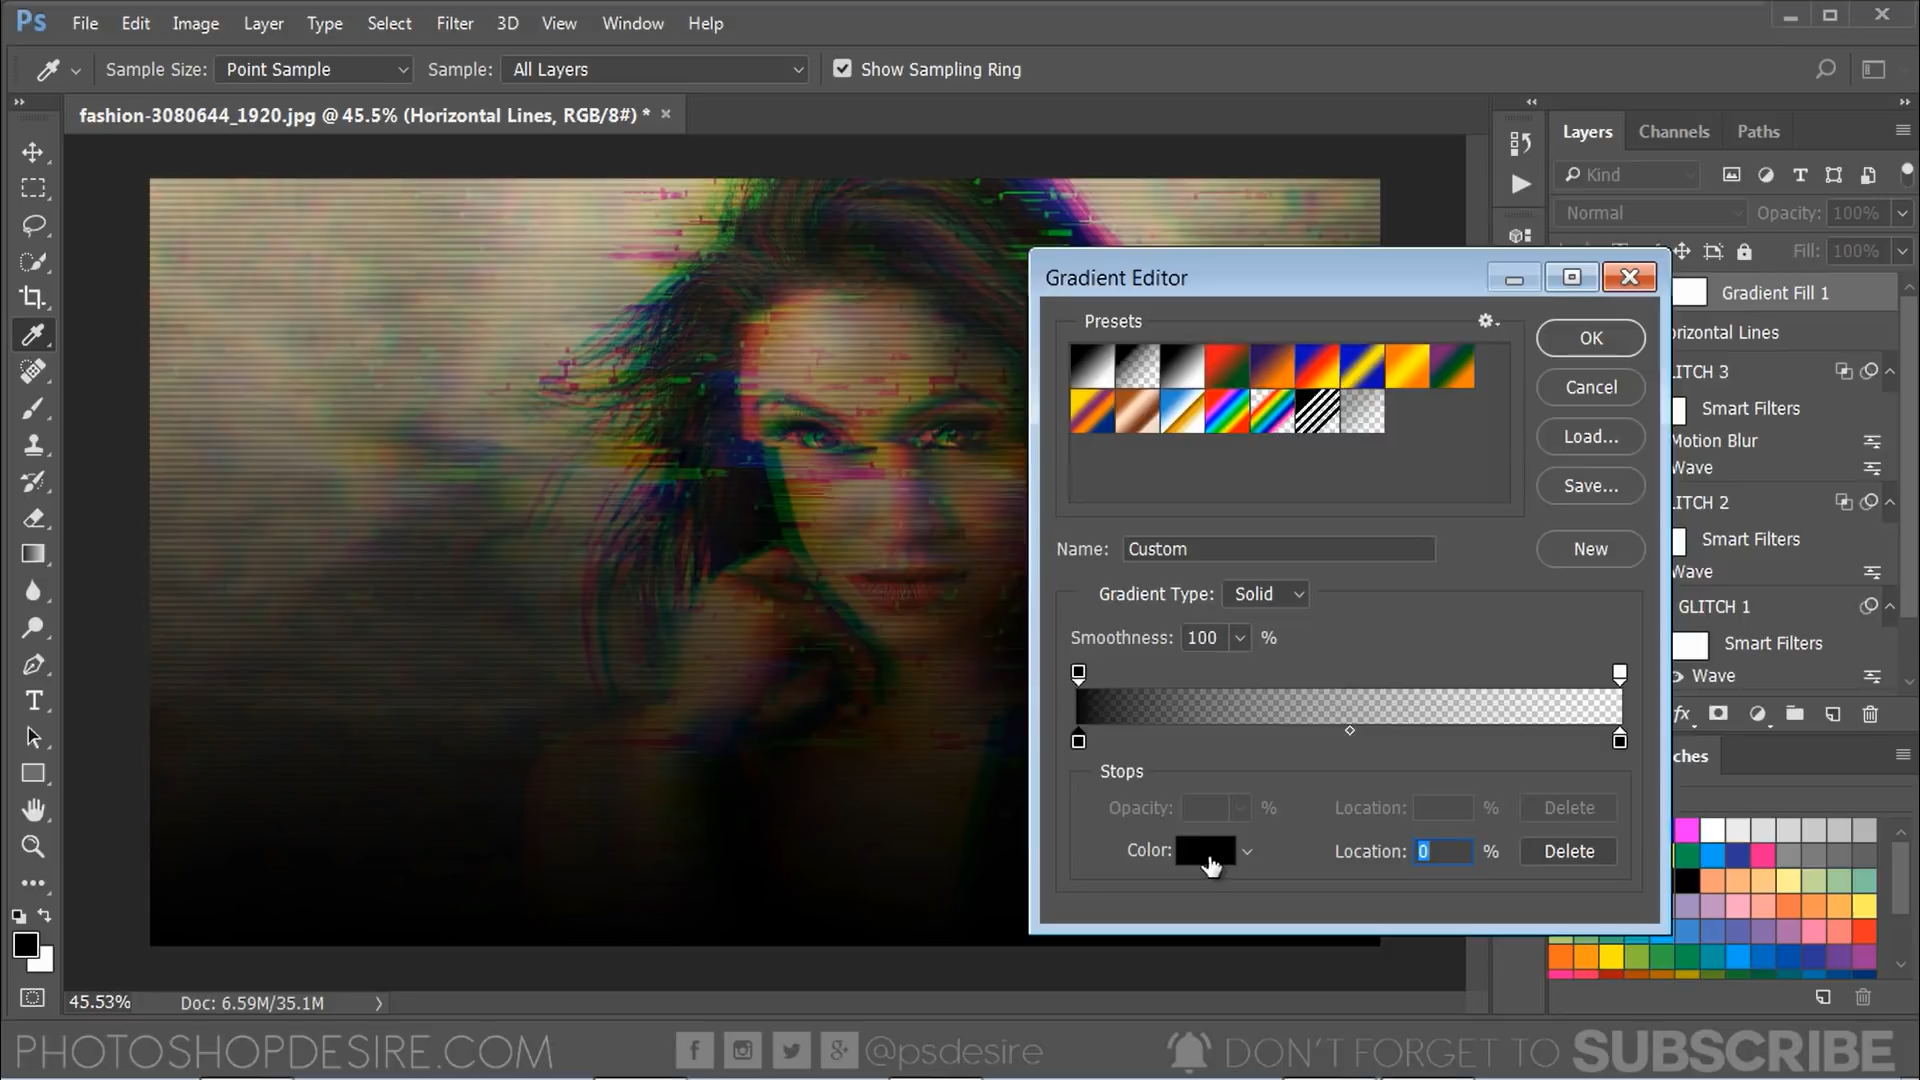 Ps File Edit Image Layer Type Select Filter 3D View Window Help
Sample Size: Point Sample Sample: All Layers Show Sampling Ring
fashion-3080644_1920.jpg @ 45.5% (Horizontal Lines, RGB/8#) * ×
Layers Channels Paths
Kind
Normal Opacity: 100%
Fill: 100%
Gradient Fill 1
orizontal Lines
LITCH 3
Smart Filters
Motion Blur
Wave
LITCH 2
Smart Filters
Wave
GLITCH 1
Smart Filters
Wave
fx
ches
Gradient Editor
Presets
OK
Cancel
Load...
Save...
Name: Custom
New
Gradient Type: Solid
Smoothness: 100 %
Stops
Opacity: % Location: % Delete
Color: Location: 0 % Delete
45.53% Doc: 6.59M/35.1M
PHOTOSHOPDESIRE.COM @psdesire DON'T FORGET TO SUBSCRIBE